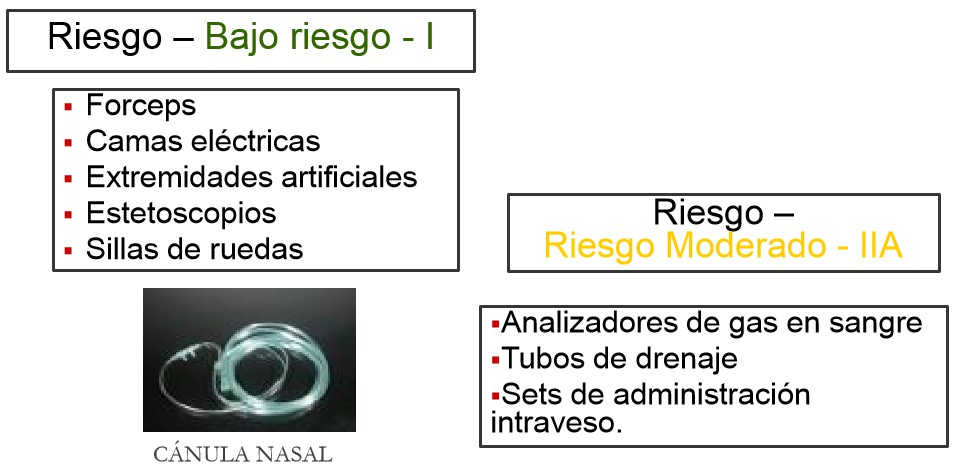 Riesgo – Bajo riesgo - I
▪ Forceps
▪ Camas eléctricas
▪ Extremidades artificiales
▪ Estetoscopios
▪ Sillas de ruedas
CÁNULA NASAL
Riesgo –
Riesgo Moderado - IIA
▪Analizadores de gas en sangre
▪Tubos de drenaje
▪Sets de administración
intraveso.